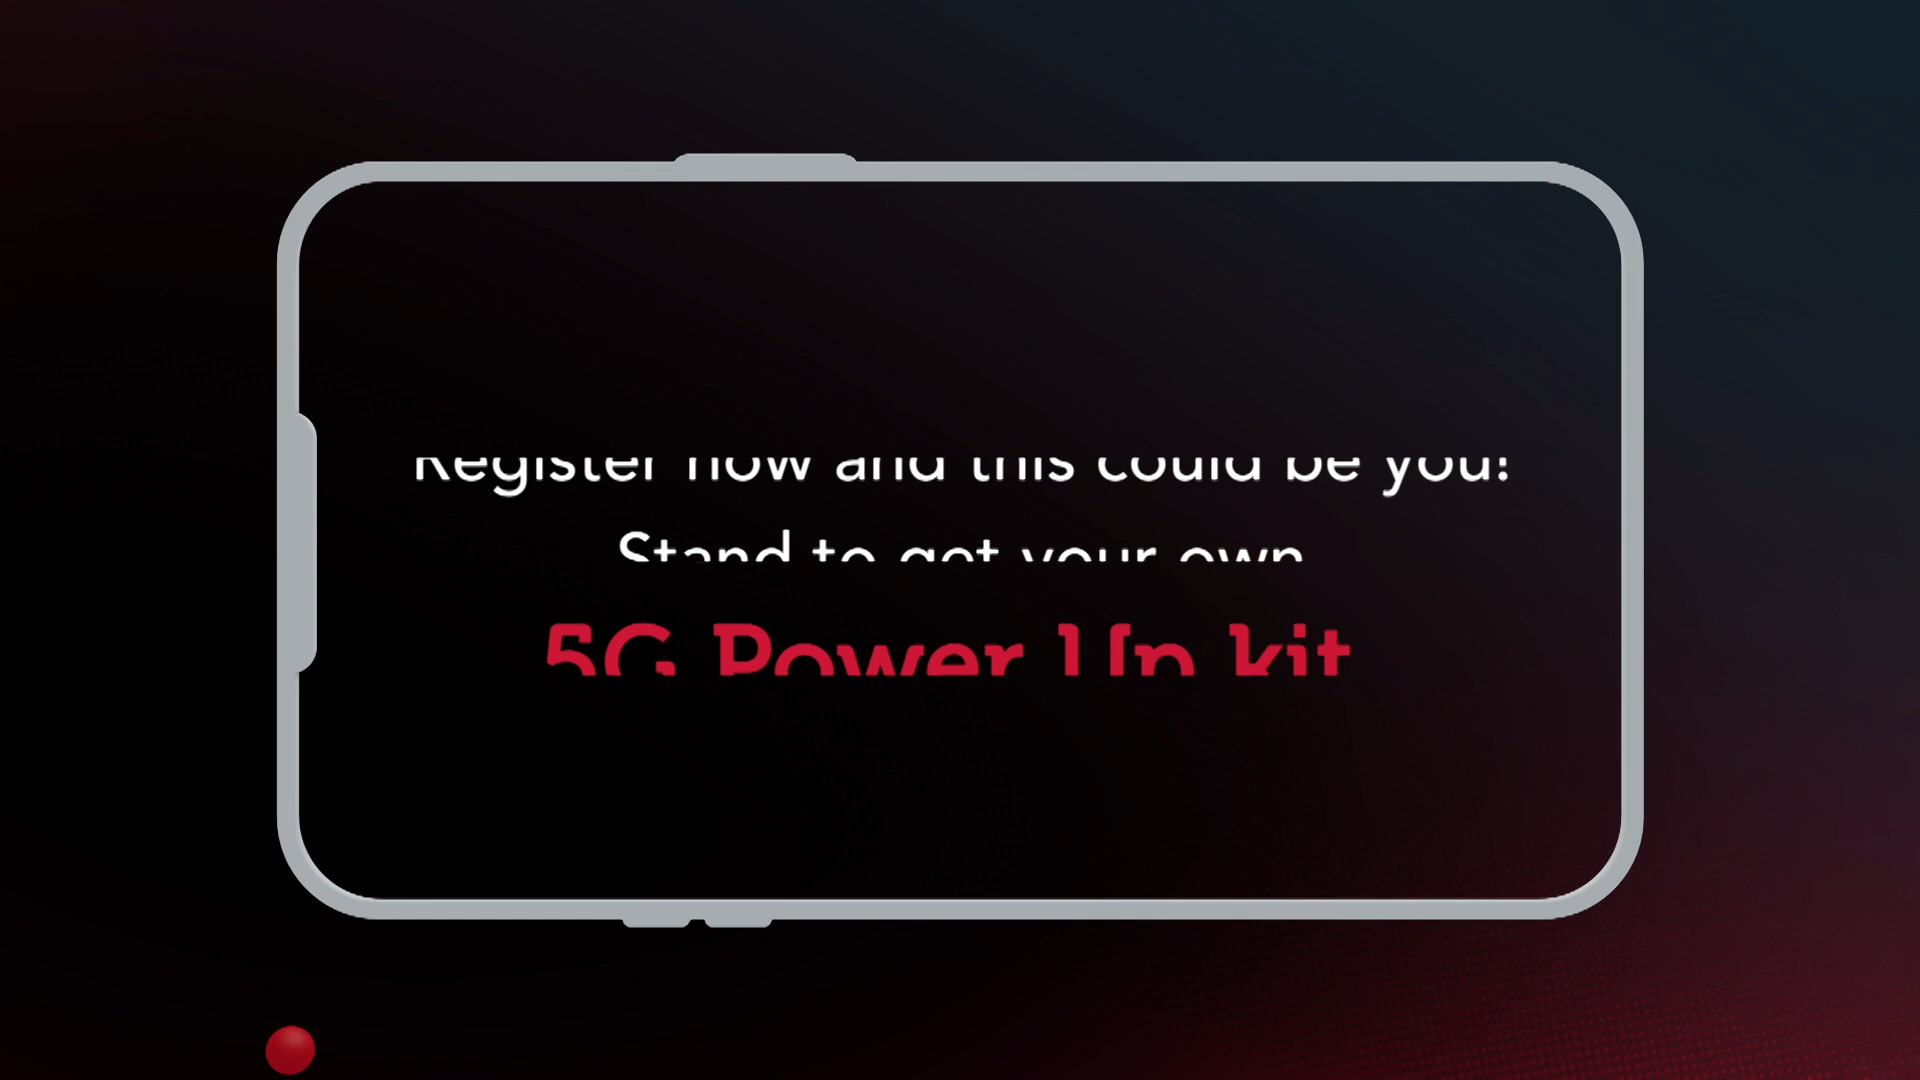 Register now and this could be you!
Stand to get your own
5G Power Up kit